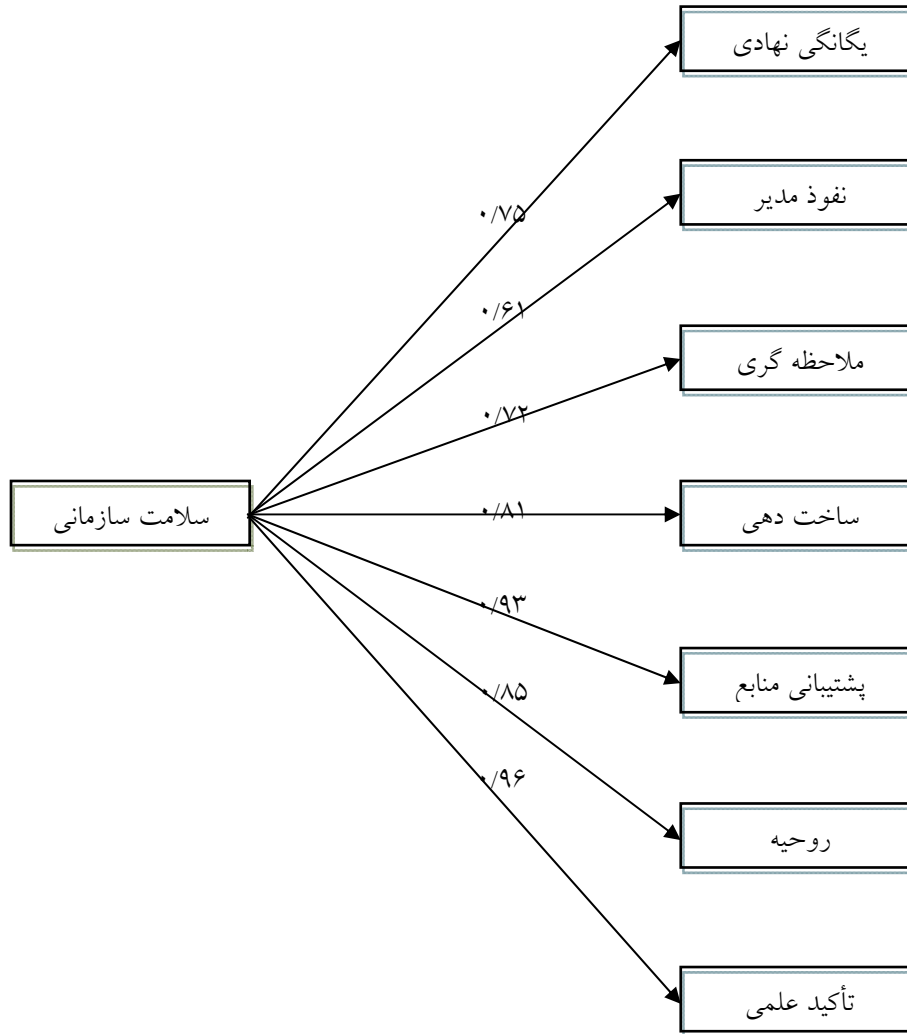 یگانگی نهادی
نفوذ مدیر
۰/۷۵
۰/۶۱
ملاحظه گری
۰/۷۲
سلامت سازمانی
۰/۸۱
ساخت دهی
۰/۹۳
پشتیبانی منابع
۰/۸۵
۰/۹۶
روحیه
تأکید علمی